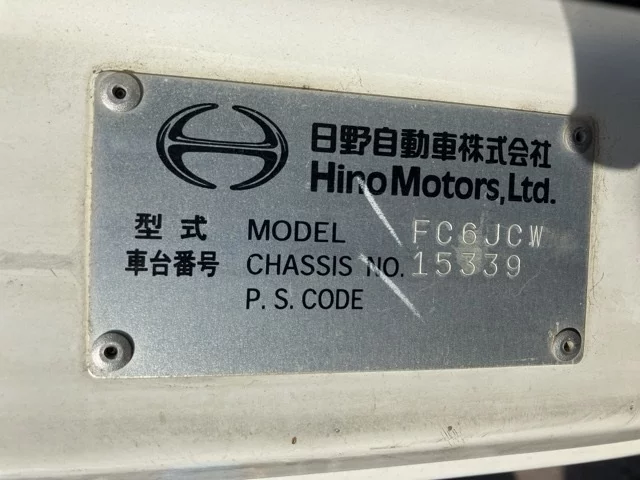 日野自動車株式会社
Hino Motors, Ltd.
型式 MODEL FC6JCW
車台番号 CHASSIS NO. 15339
P. S. CODE